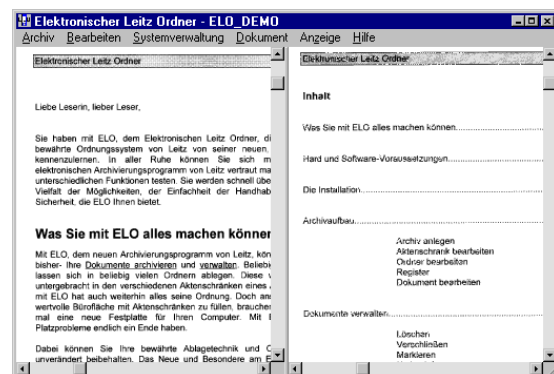 Elektronischer Leitz Ordner - ELO_DEMO
Archiv Bearbeiten Systemverwaltung Dokument Anzeige Hilfe
Elektronischer Leitz Ordner
Liebe Leserin, lieber Leser,
Sie haben mit ELO, dem Elektronischen Leitz Ordner, di
bewährte Ordnungssystem von Leitz von seiner neuen,
kennenzulernen. In aller Ruhe können Sie sich m
elektronischen Archivierungsprogramm von Leitz vertraut ma
unterschiedlichen Funktionen testen. Sie werden schnell übe
Vielfalt der Möglichkeiten, der Einfachheit der Handhab
Sicherheit, die ELO Ihnen bietet.
Was Sie mit ELO alles machen können
Mit ELO, dem neuen Archivierungsprogramm von Leitz, kön
bisher- Ihre Dokumente archivieren und verwalten. Beliebi
lassen sich in beliebig vielen Ordnern ablegen. Diese v
untergebracht in den verschiedenen Aktenschränken eines
mit ELO hat auch weiterhin alles seine Ordnung. Doch an
wertvolle Bürofläche mit Aktenschränken zu füllen, brauchen
mal eine neue Festplatte für Ihren Computer. Mit
Platzprobleme endlich ein Ende haben.
Dabei können Sie Ihre bewährte Ablagetechnik und O
unverändert beibehalten. Das Neue und Besondere am E
Elektronischer Leitz Ordner
Inhalt
Was Sie mit ELO alles machen können
Hard und Software-Voraussetzungen
Die Installation
Archivaufbau
Archiv anlegen
Aktenschrank bearbeiten
Ordner bearbeiten
Register
Dokument bearbeiten
Dokumente verwalten
Löschen
Verschließen
Markieren